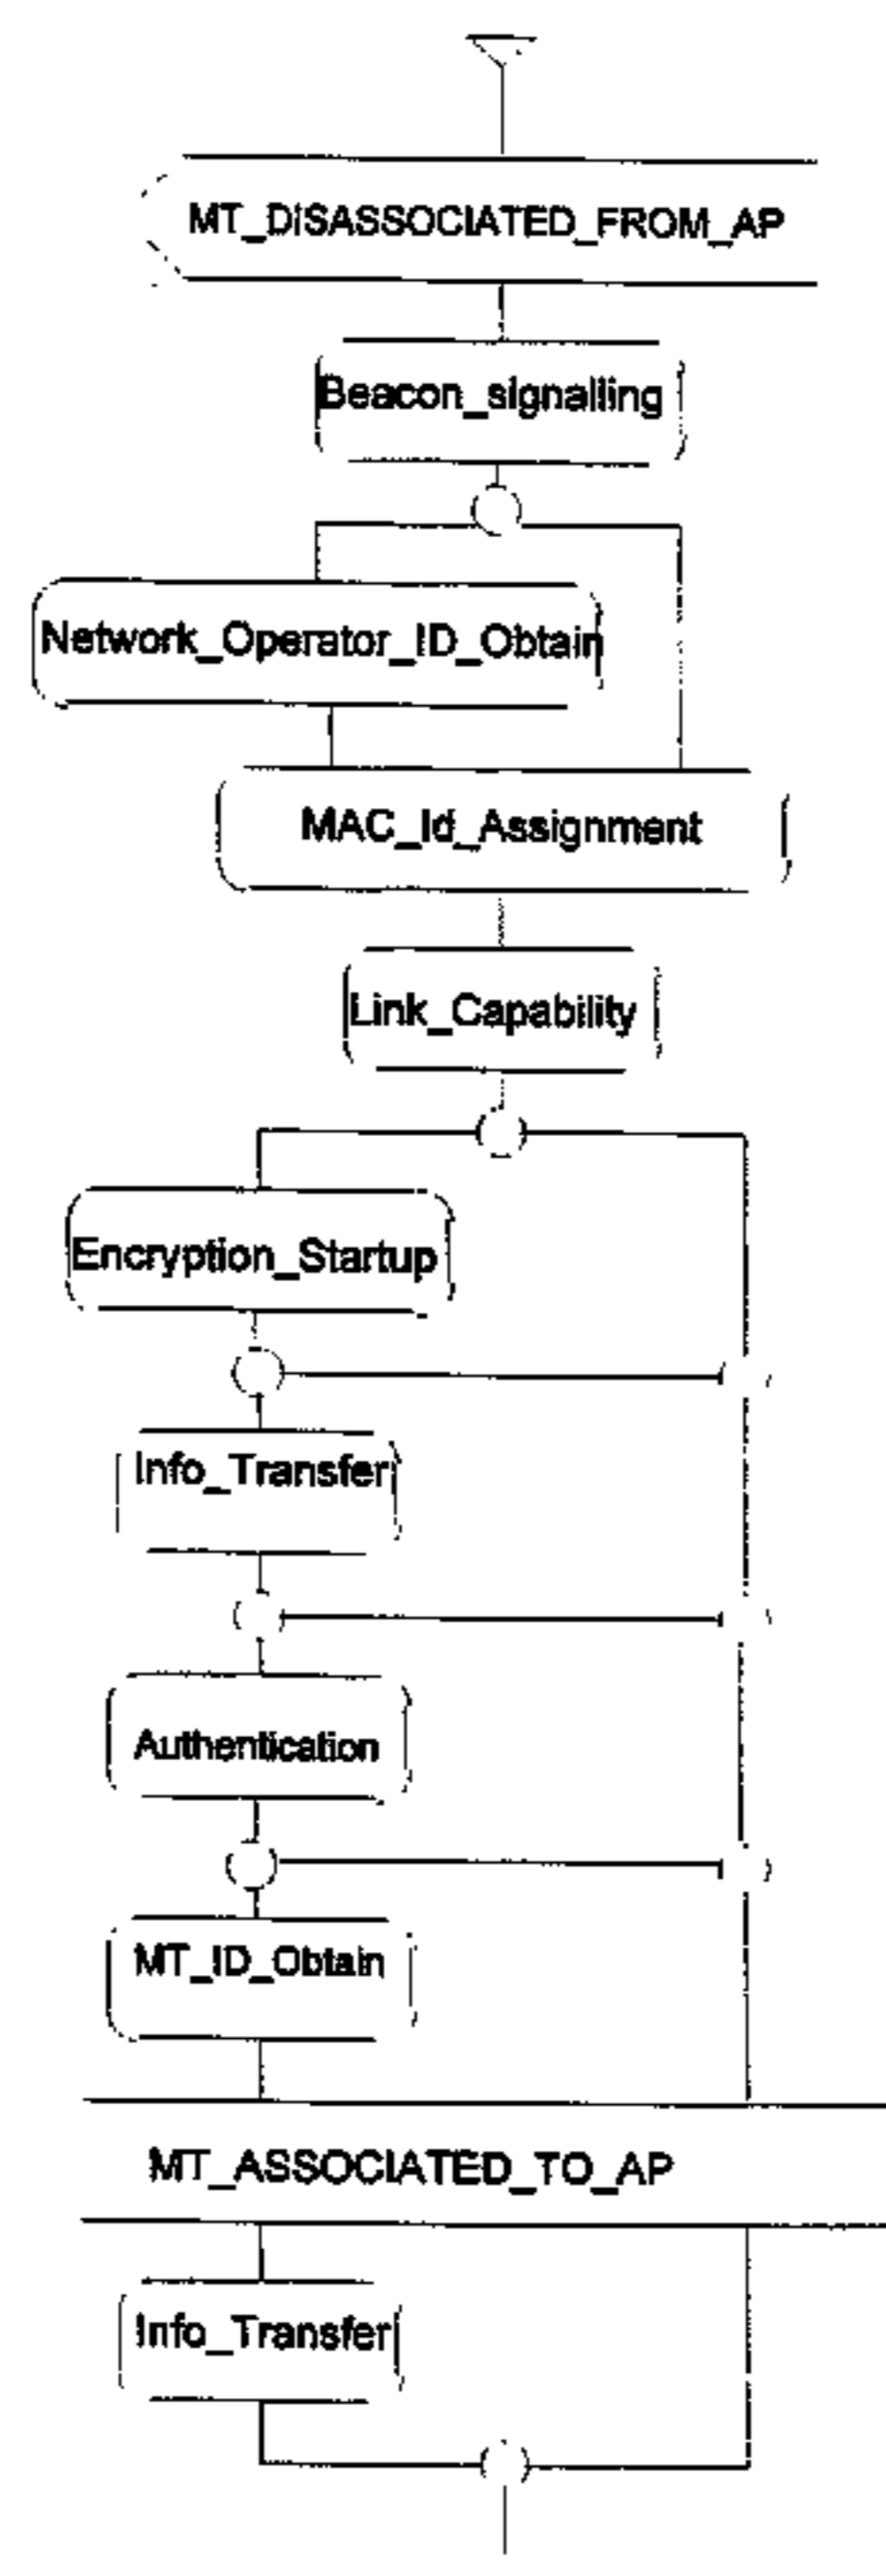 MT_DISASSOCIATED_FROM_AP
Beacon_signalling
Network_Operator_ID_Obtain
MAC_Id_Assignment
Link_Capability
Encryption_Startup
Info_Transfer
Authentication
MT_ID_Obtain
MT_ASSOCIATED_TO_AP
Info_Transfer